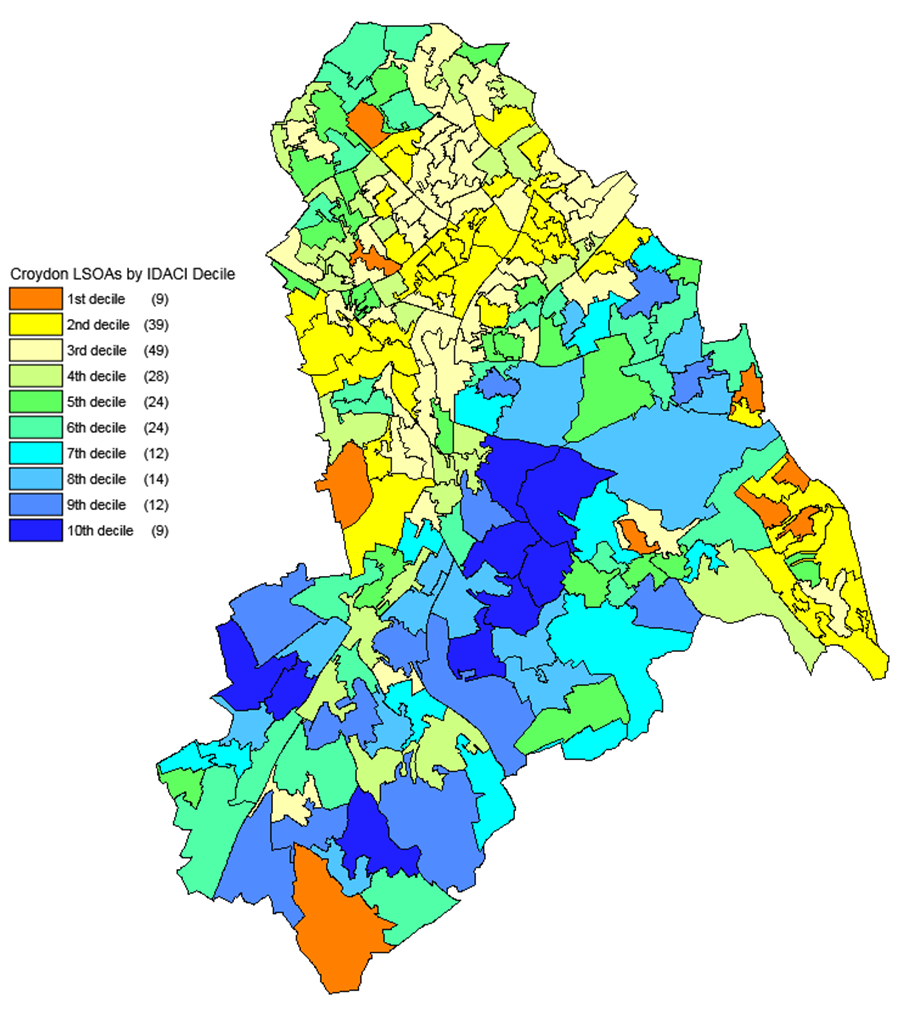 Croydon LSOAs by IDACI Decile
1st decile (9)
2nd decile (39)
3rd decile (49)
4th decile (28)
5th decile (24)
6th decile (24)
7th decile (12)
8th decile (14)
9th decile (12)
10th decile (9)